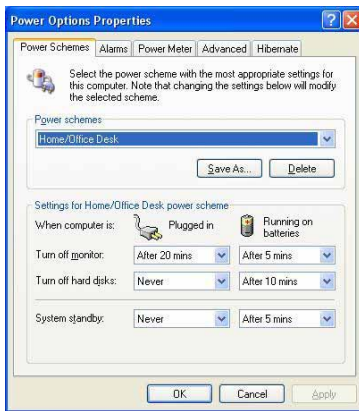 Power Options Properties
Power Schemes Alarms Power Meter Advanced Hibernate
Select the power scheme with the most appropriate settings for
this computer. Note that changing the settings below will modify
the selected scheme.
Power schemes
Home/Office Desk
Save As... Delete
Settings for Home/Office Desk power scheme
When computer is: Plugged in Running on
batteries
Turn off monitor: After 20 mins After 5 mins
Turn off hard disks: Never After 10 mins
System standby: Never After 5 mins
OK Cancel Apply